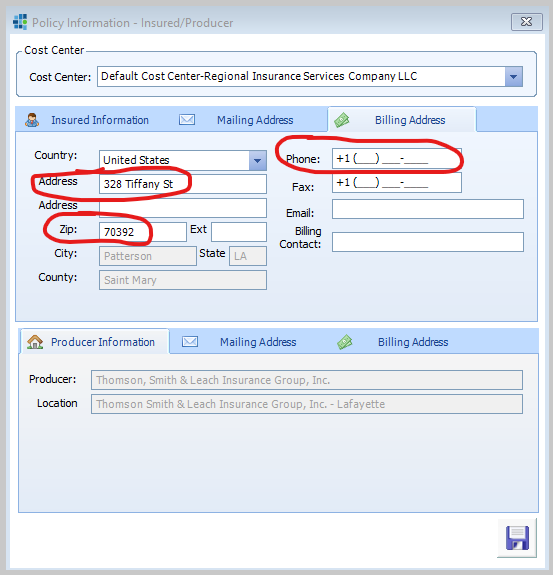 Policy Information - Insured/Producer
Cost Center
Cost Center: Default Cost Center-Regional Insurance Services Company LLC
Insured Information Mailing Address Billing Address
Country: United States
Address 328 Tiffany St
Address
Zip: 70392 Ext
City: Patterson State LA
County: Saint Mary
Phone: +1 (___) ___-____
Fax: +1 (___) ___-____
Email:
Billing
Contact:
Producer Information Mailing Address Billing Address
Producer: Thomson, Smith & Leach Insurance Group, Inc.
Location Thomson Smith & Leach Insurance Group, Inc. - Lafayette